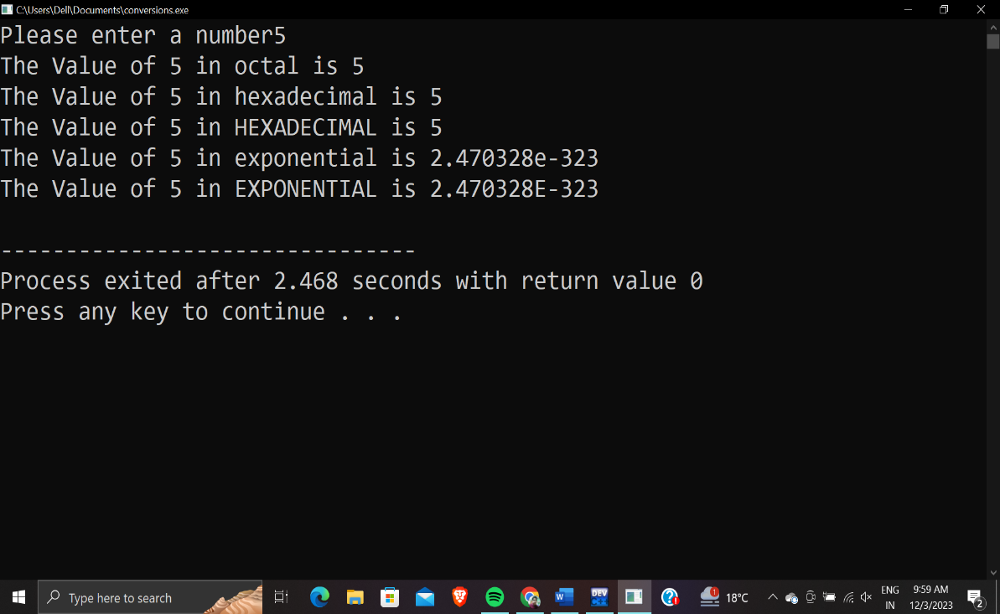 C:\Users\Dell\Documents\conversions.exe
Please enter a number5
The Value of 5 in octal is 5
The Value of 5 in hexadecimal is 5
The Value of 5 in HEXADECIMAL is 5
The Value of 5 in exponential is 2.470328e-323
The Value of 5 in EXPONENTIAL is 2.470328E-323
--------------------------------
Process exited after 2.468 seconds with return value 0
Press any key to continue . . .
Type here to search
W
DEV
C++
1
18°C
ENG
IN
9:59 AM
12/3/2023
2